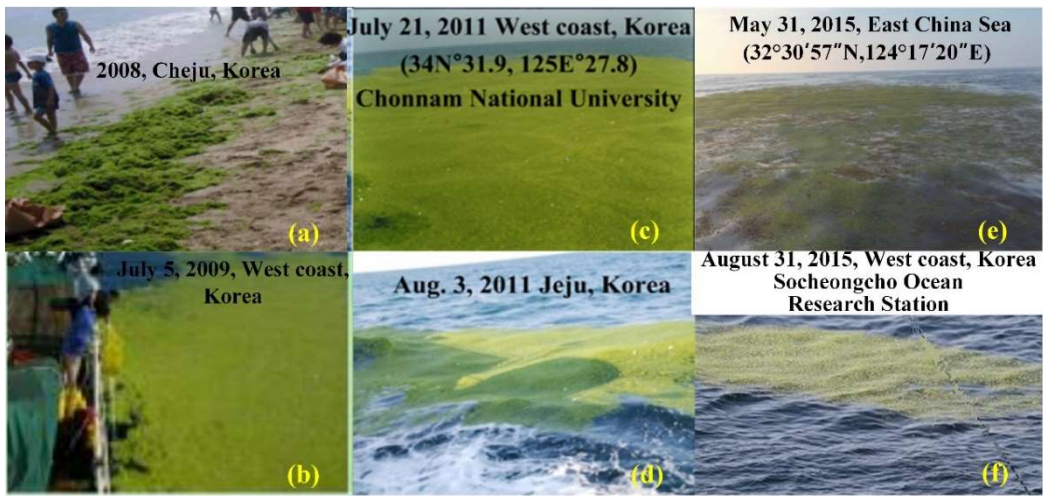 2008, Cheju, Korea
(a)
July 21, 2011 West coast, Korea
(34N°31.9, 125E°27.8)
Chonnam National University
(c)
May 31, 2015, East China Sea
(32°30′57″N,124°17′20″E)
(e)
July 5, 2009, West coast,
Korea
(b)
Aug. 3, 2011 Jeju, Korea
(d)
August 31, 2015, West coast, Korea
Socheongcho Ocean
Research Station
(f)